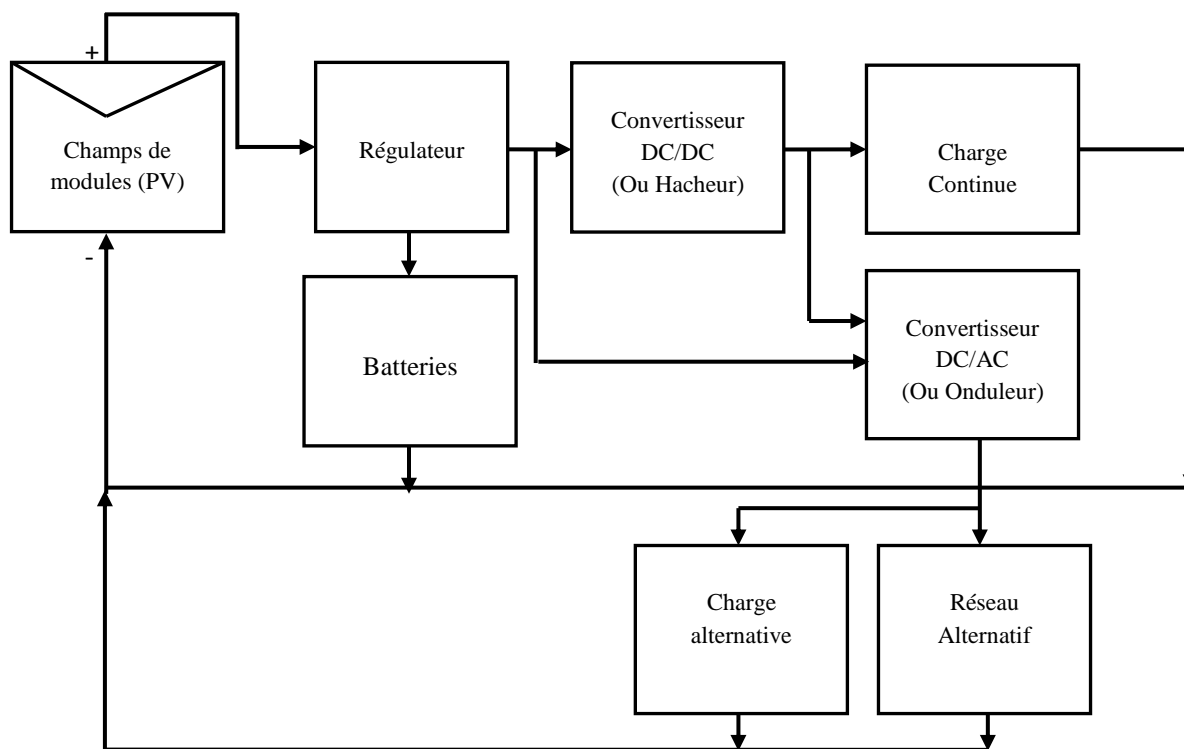 +
Champs de
modules (PV)
-
Régulateur
Batteries
Convertisseur
DC/DC
(Ou Hacheur)
Charge
Continue
Convertisseur
DC/AC
(Ou Onduleur)
Charge
alternative
Réseau
Alternatif